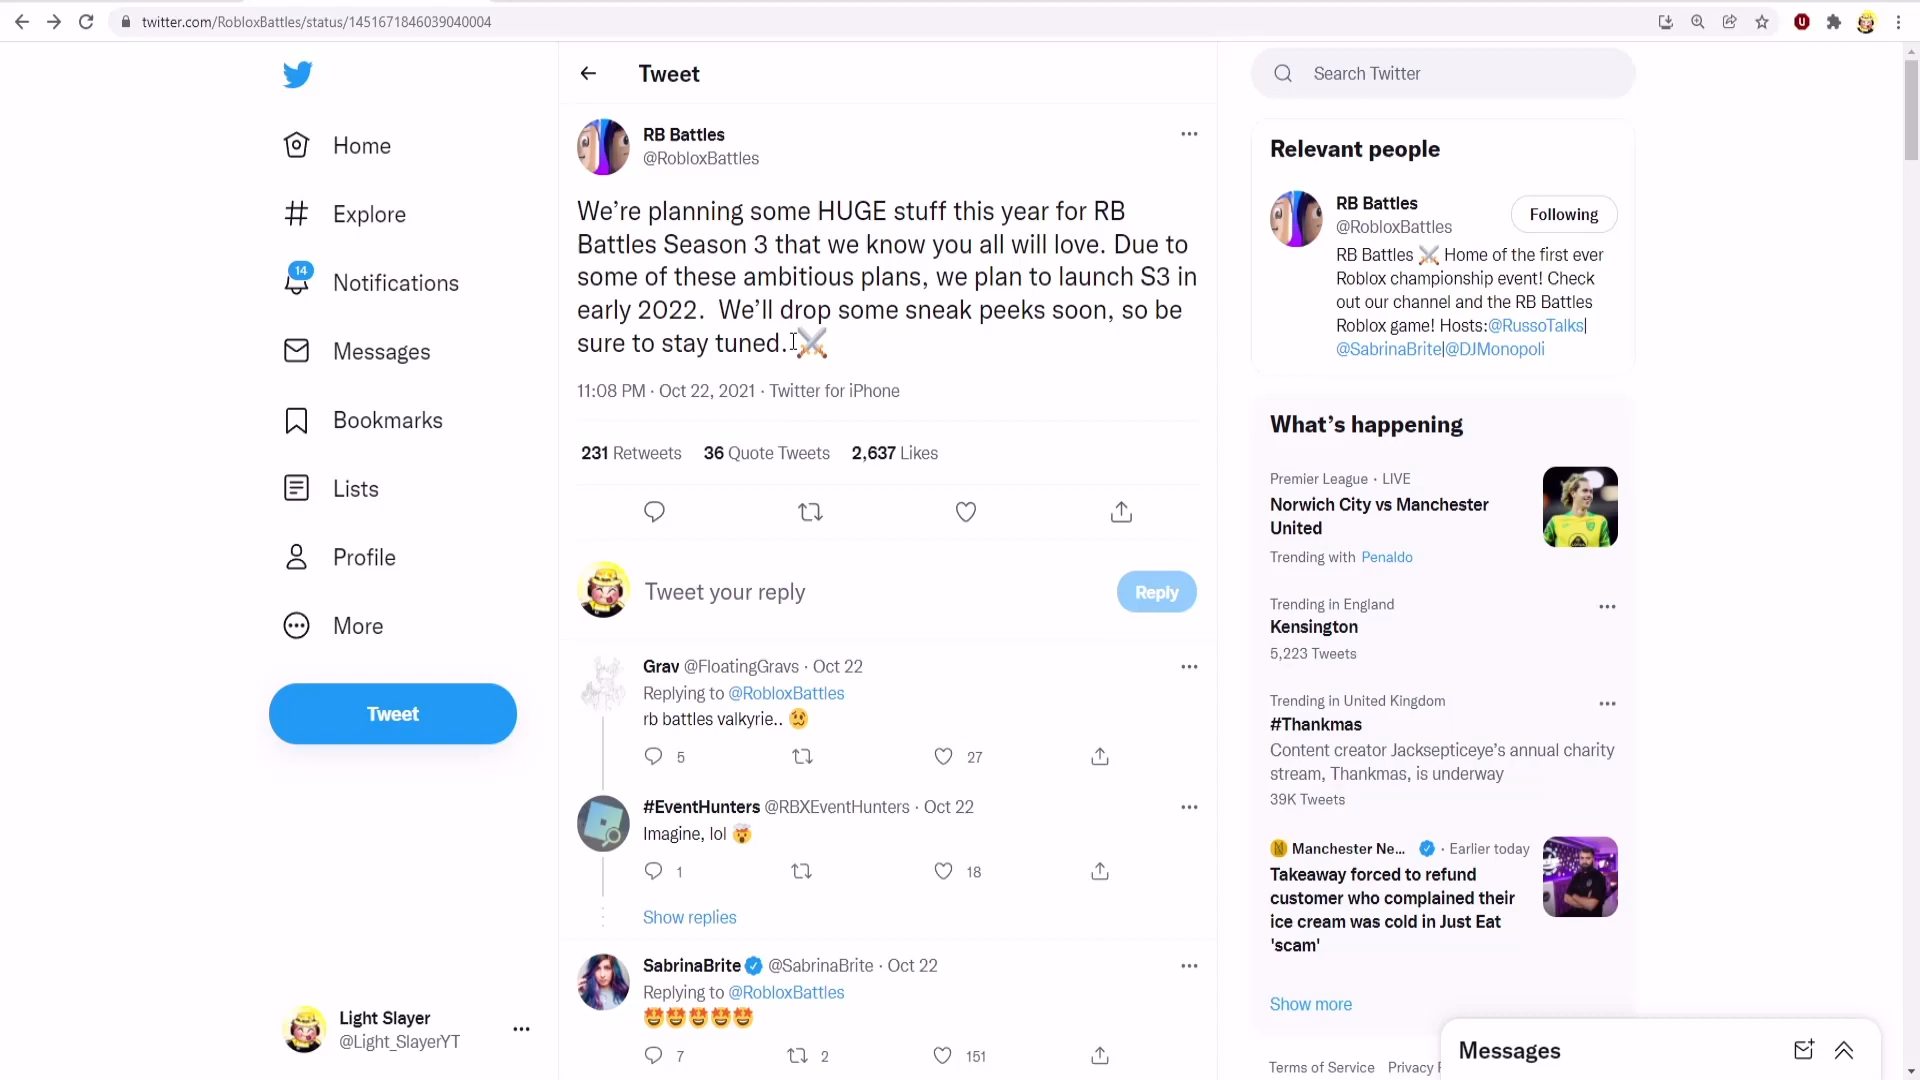 twitter.com/RobloxBattles/status/1451671846039040004
Home
Explore
14
Notifications
Messages
Bookmarks
Lists
Profile
More
Tweet
Light Slayer
@Light_SlayerYT
Tweet
RB Battles
@RobloxBattles
We’re planning some HUGE stuff this year for RB
Battles Season 3 that we know you all will love. Due to
some of these ambitious plans, we plan to launch S3 in
early 2022.  We’ll drop some sneak peeks soon, so be
sure to stay tuned. ⚔️
11:08 PM · Oct 22, 2021 · Twitter for iPhone
231 Retweets 36 Quote Tweets 2,637 Likes
Tweet your reply
Reply
Grav @FloatingGravs · Oct 22
Replying to @RobloxBattles
rb battles valkyrie.. 🥴
5 27
#EventHunters @RBXEventHunters · Oct 22
Imagine, lol 🤯
1 18
Show replies
SabrinaBrite @SabrinaBrite · Oct 22
Replying to @RobloxBattles
🤩🤩🤩🤩🤩
7 2 151
Search Twitter
Relevant people
RB Battles
@RobloxBattles
Following
RB Battles ⚔️ Home of the first ever
Roblox championship event! Check
out our channel and the RB Battles
Roblox game! Hosts:@RussoTalks|
@SabrinaBrite|@DJMonopoli
What’s happening
Premier League · LIVE
Norwich City vs Manchester
United
Trending with Penaldo
Trending in England
Kensington
5,223 Tweets
Trending in United Kingdom
#Thankmas
Content creator Jacksepticeye’s annual charity
stream, Thankmas, is underway
39K Tweets
Manchester Ne... · Earlier today
Takeaway forced to refund
customer who complained their
ice cream was cold in Just Eat
'scam'
Show more
Terms of Service Privacy
Messages